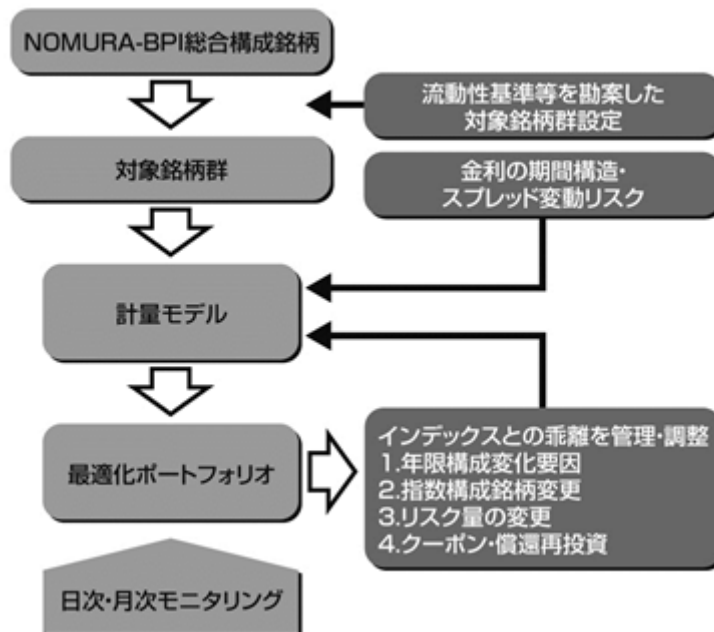 NOMURA-BPI総合構成銘柄
流動性基準等を勘案した
対象銘柄群設定
対象銘柄群
金利の期間構造・
スプレッド変動リスク
計量モデル
最適化ポートフォリオ
インデックスとの乖離を管理・調整
1.年限構成変化要因
2.指数構成銘柄変更
3.リスク量の変更
4.クーポン・償還再投資
日次・月次モニタリング